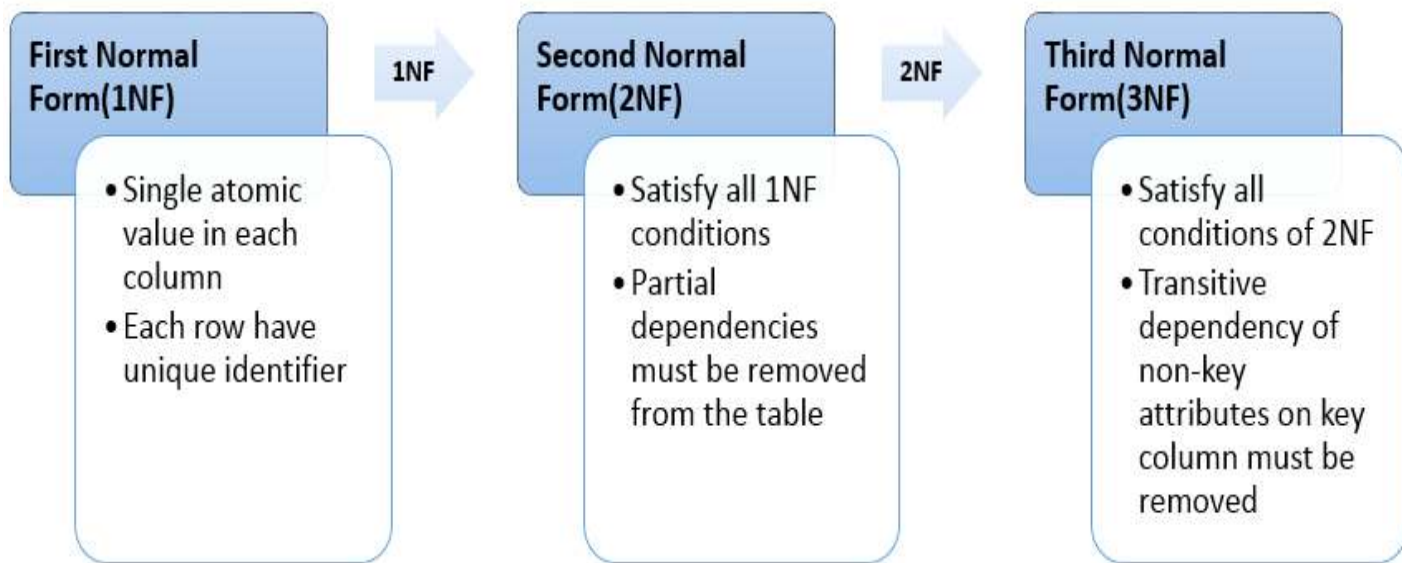 First Normal
Form(1NF)
• Single atomic
value in each
column
• Each row have
unique identifier
1NF
Second Normal
Form(2NF)
• Satisfy all 1NF
conditions
• Partial
dependencies
must be removed
from the table
2NF
Third Normal
Form(3NF)
• Satisfy all
conditions of 2NF
• Transitive
dependency of
non-key
attributes on key
column must be
removed